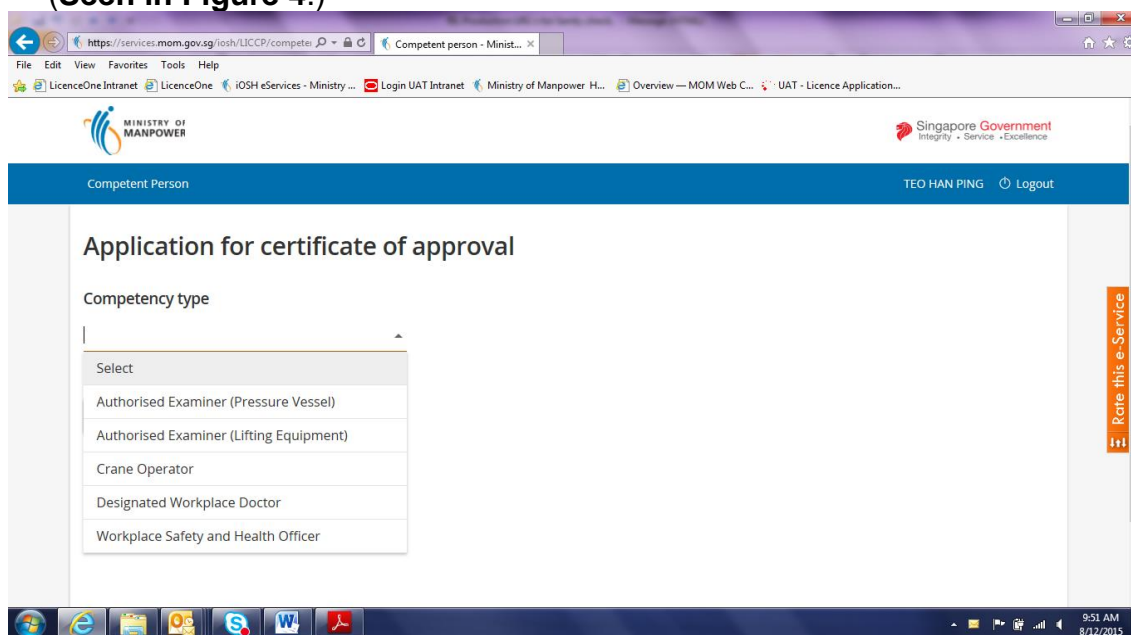 (Seen in Figure 4.)
https://services.mom.gov.sg/iosh/LICCP/compete
Competent person - Minist...
File Edit View Favorites Tools Help
LicenceOne Intranet LicenceOne iOSH eServices - Ministry ... Login UAT Intranet Ministry of Manpower H... Overview — MOM Web C... UAT - Licence Application...
MINISTRY OF
MANPOWER
Singapore Government
Integrity • Service • Excellence
Competent Person TEO HAN PING Logout
Application for certificate of approval
Competency type
Select
Authorised Examiner (Pressure Vessel)
Authorised Examiner (Lifting Equipment)
Crane Operator
Designated Workplace Doctor
Workplace Safety and Health Officer
Rate this e-Service
9:51 AM
8/12/2015